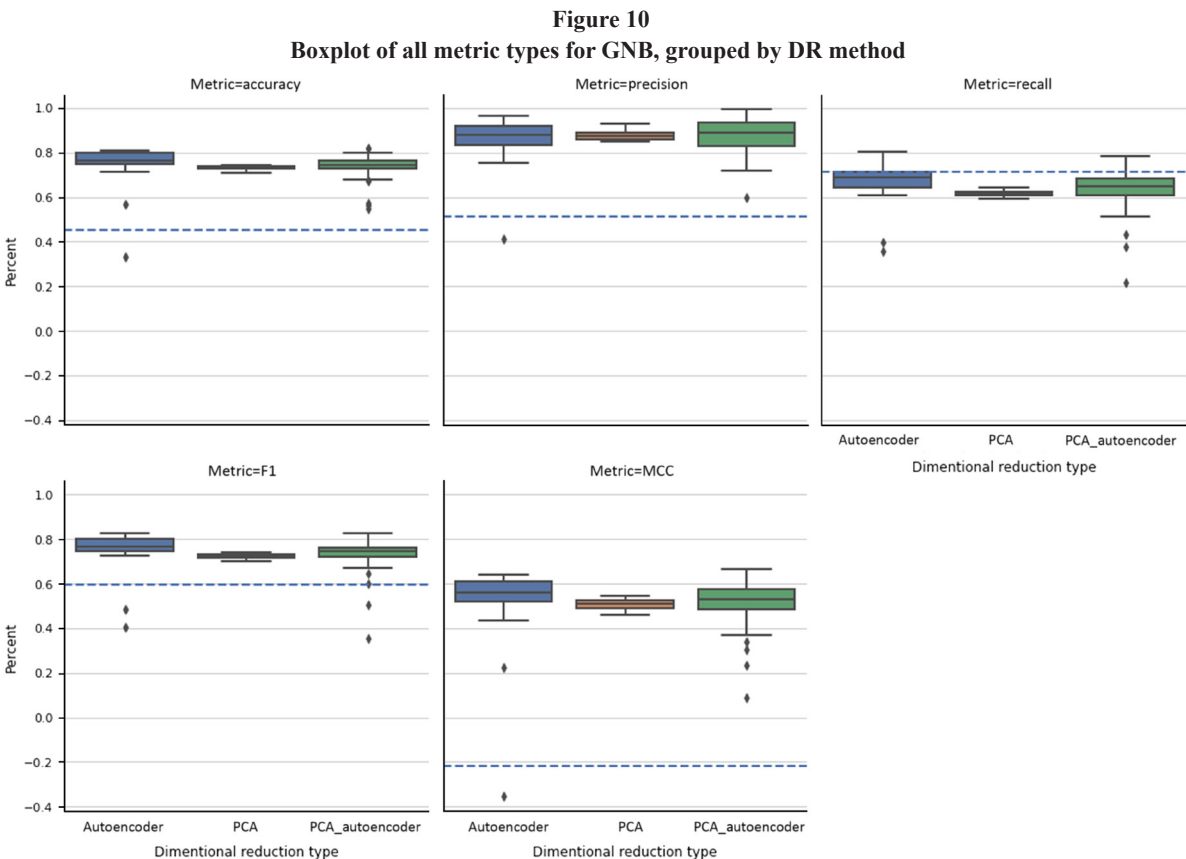 Figure 10
Boxplot of all metric types for GNB, grouped by DR method
Metric=accuracy
Metric=precision
Metric=recall
Percent
1.0
0.8
0.6
0.4
0.2
0.0
−0.2
−0.4
Autoencoder PCA PCA_autoencoder
Dimentional reduction type
Metric=F1
Metric=MCC
Percent
1.0
0.8
0.6
0.4
0.2
0.0
−0.2
−0.4
Autoencoder PCA PCA_autoencoder
Dimentional reduction type
Autoencoder PCA PCA_autoencoder
Dimentional reduction type